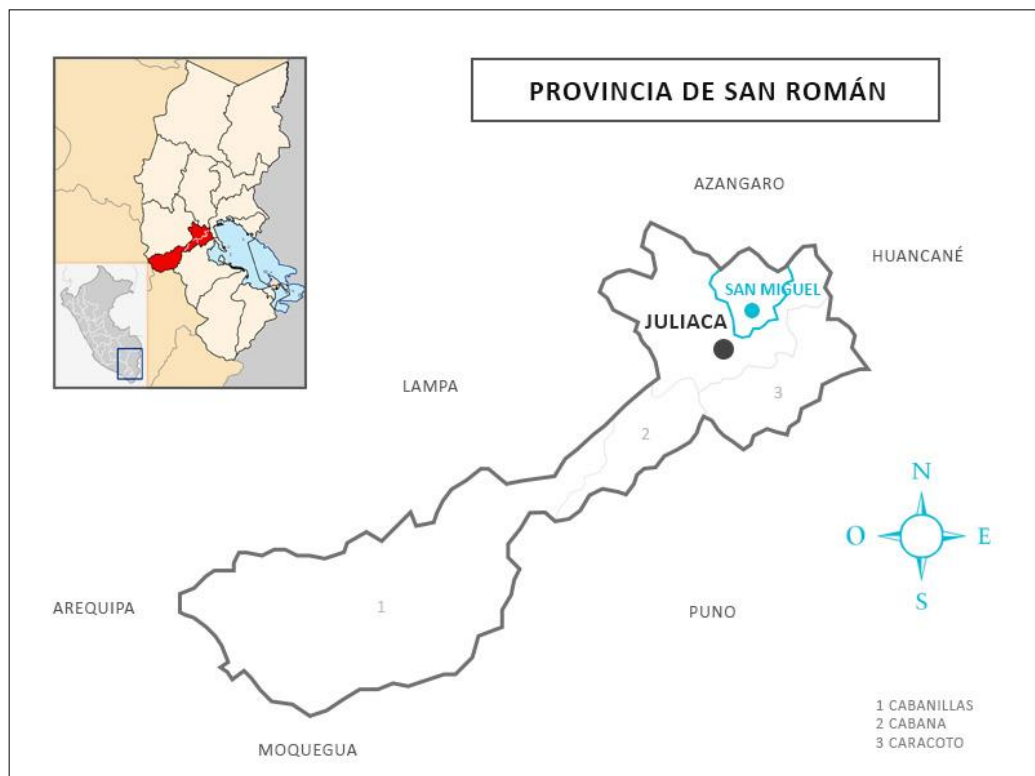 PROVINCIA DE SAN ROMÁN
AZANGARO
HUANCANÉ
SAN MIGUEL
JULIACA
LAMPA
3
2
N
O E
S
1
AREQUIPA
PUNO
MOQUEGUA
1 CABANILLAS
2 CABANA
3 CARACOTO